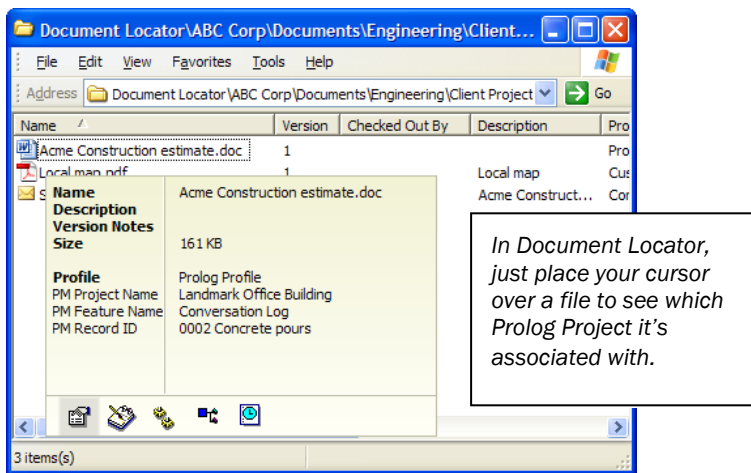 Document Locator\ABC Corp\Documents\Engineering\Client...
File Edit View Favorites Tools Help
Address Document Locator\ABC Corp\Documents\Engineering\Client Project Go
Name Version Checked Out By Description Pro
Acme Construction estimate.doc 1 Pro
Local map.pdf 1 Local map Cus
S Acme Construct... Cor
Name Acme Construction estimate.doc
Description
Version Notes
Size 161 KB
Profile Prolog Profile
PM Project Name Landmark Office Building
PM Feature Name Conversation Log
PM Record ID 0002 Concrete pours
3 items(s)
In Document Locator,
just place your cursor
over a file to see which
Prolog Project it's
associated with.